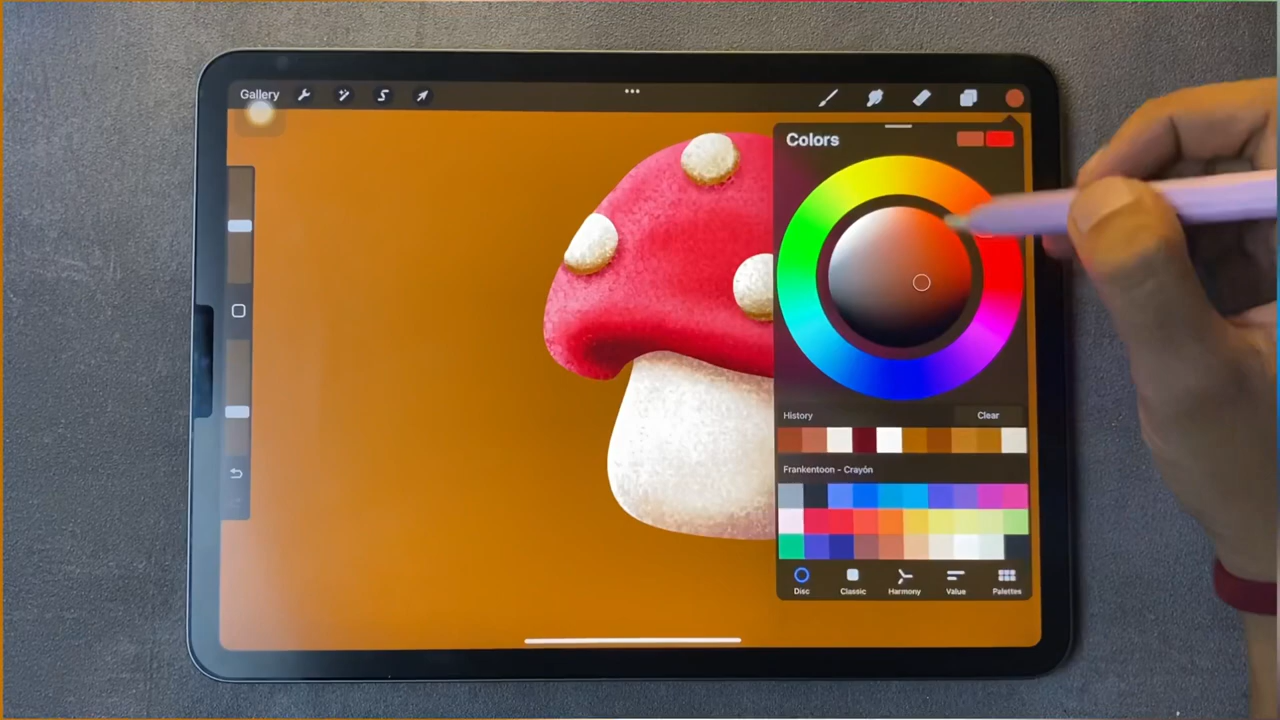 Gallery
Colors
History
Clear
Frankentoon - Crayón
Disc
Classic
Harmony
Value
Palettes